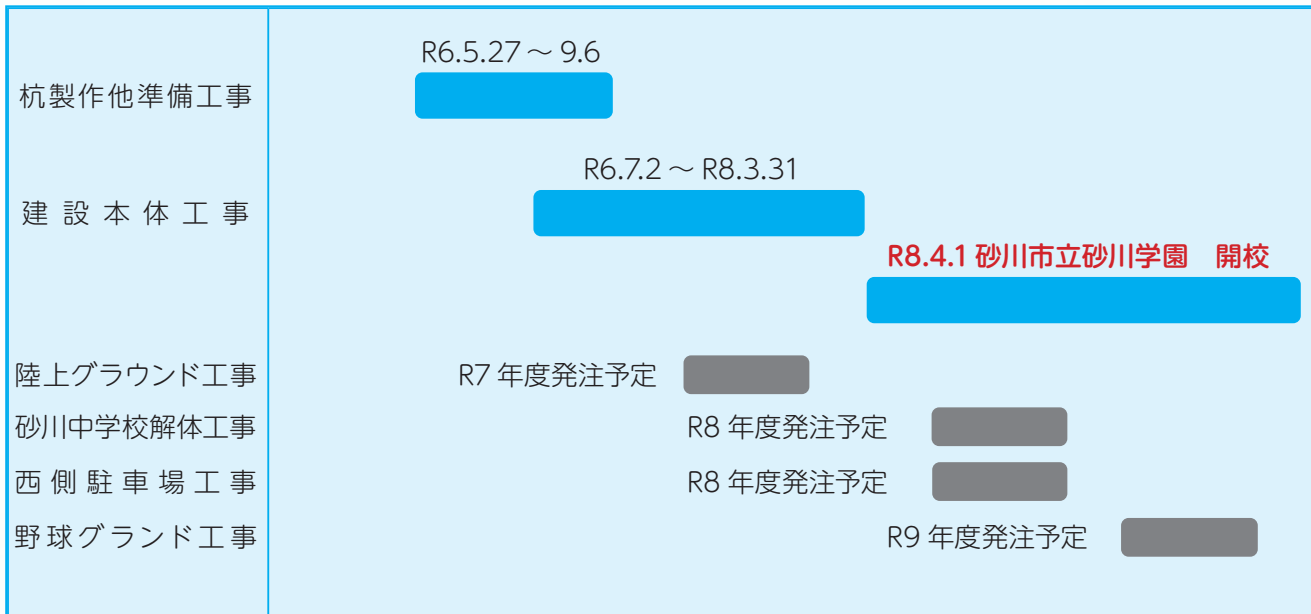 R6.5.27～9.6
杭製作他準備工事
R6.7.2～R8.3.31
建設本体工事
R8.4.1 砂川市立砂川学園　開校
陸上グラウンド工事 R7 年度発注予定
砂川中学校解体工事 R8 年度発注予定
西側駐車場工事 R8 年度発注予定
野球グランド工事 R9 年度発注予定